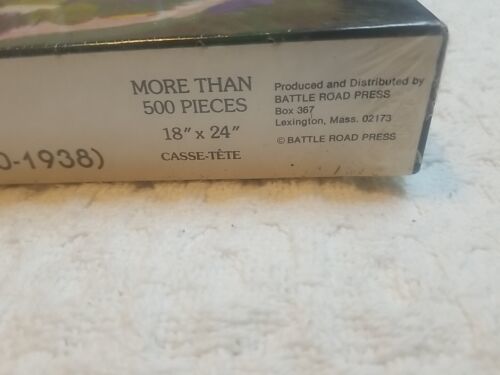 MORE THAN
500 PIECES
18" x 24"
CASSE-TÊTE
Produced and Distributed by
BATTLE ROAD PRESS
Box 367
Lexington, Mass. 02173
© BATTLE ROAD PRESS
0-1938)